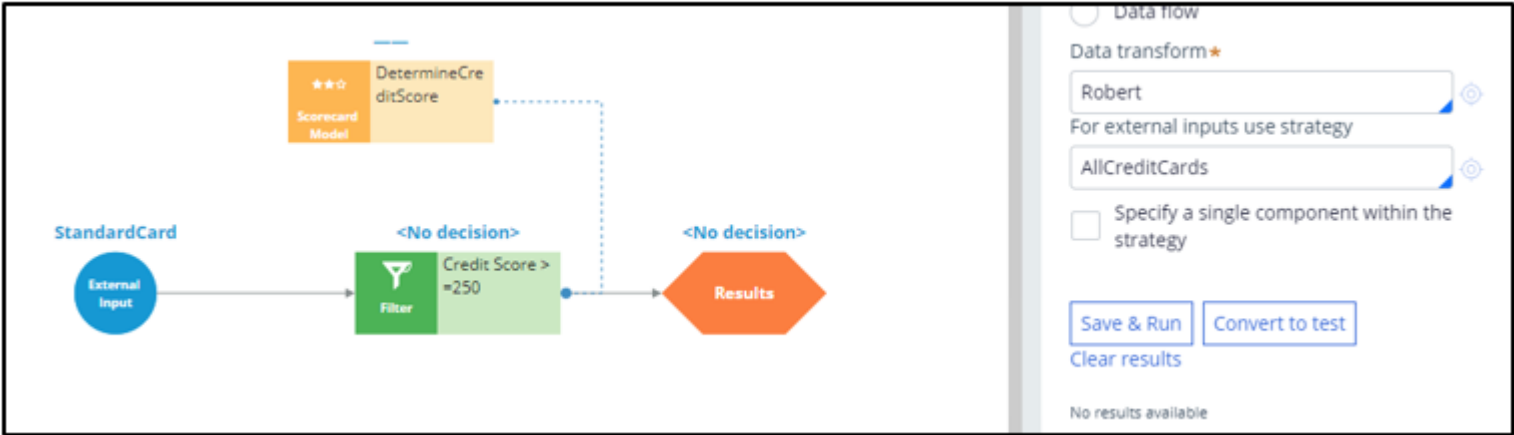 DetermineCre
ditScore
Scorecard
Model
StandardCard
External
Input
<No decision>
Credit Score >
=250
Filter
<No decision>
Results
Data flow
Data transform★
Robert
For external inputs use strategy
AllCreditCards
Specify a single component within the
strategy
Save & Run
Convert to test
Clear results
No results available